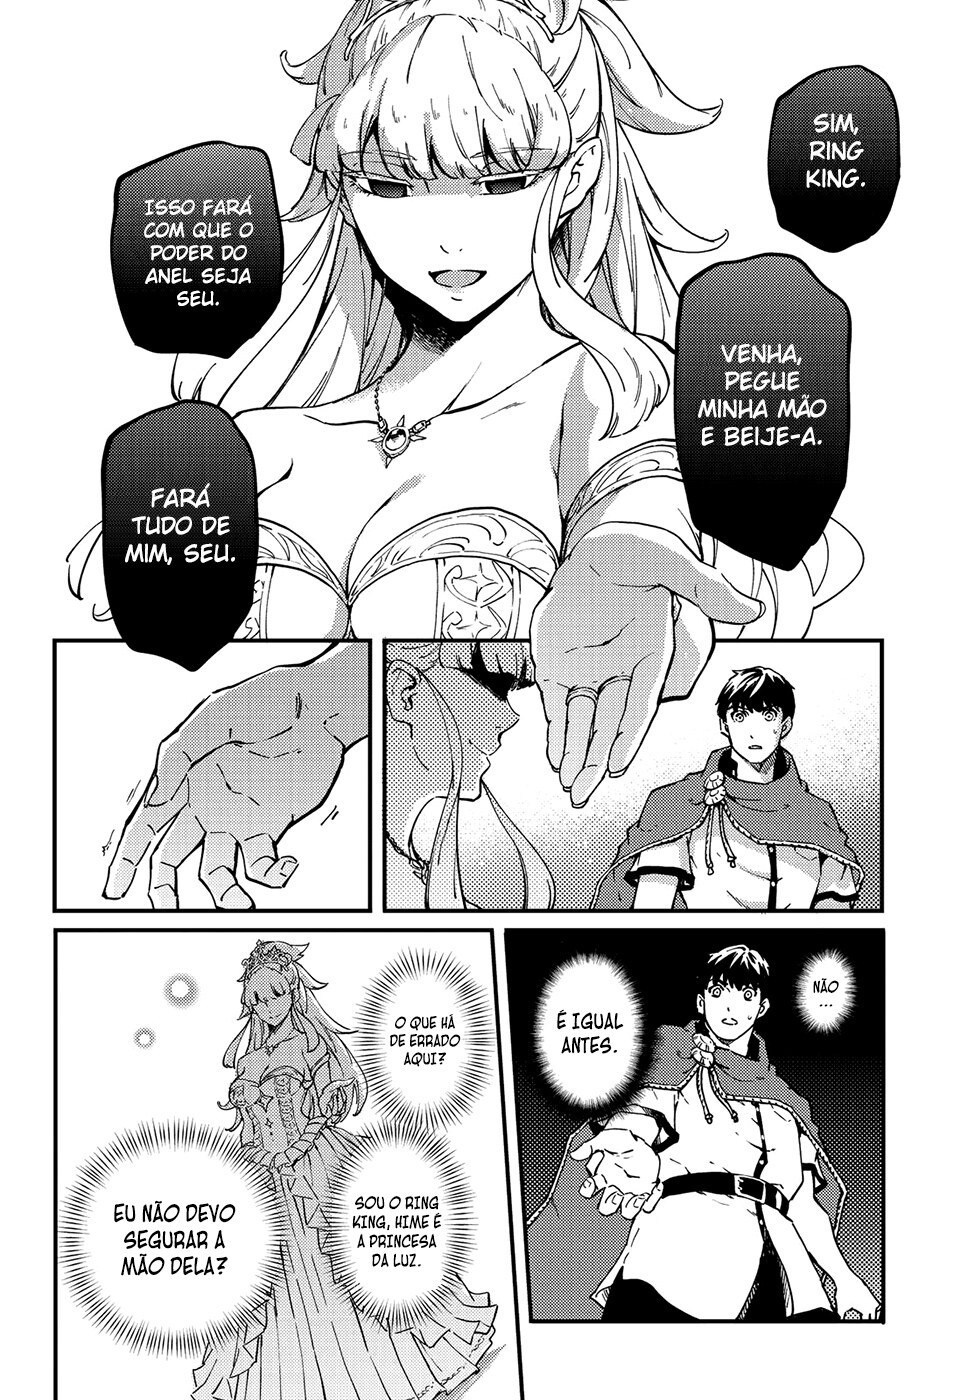 SIM,
RING
KING.
VENHA,
PEGUE
MINHA MÃO
E BEIJE-A.
ISSO FARÁ
COM QUE O
PODER DO
ANEL SEJA
SEU.
FARÁ
TUDO DE
MIM, SEU.
NÃO
...
É IGUAL
ANTES.
O QUE HÁ
DE ERRADO
AQUI?
SOU O RING
KING, HIME É
A PRINCESA
DA LUZ.
EU NÃO DEVO
SEGURAR A
MÃO DELA?